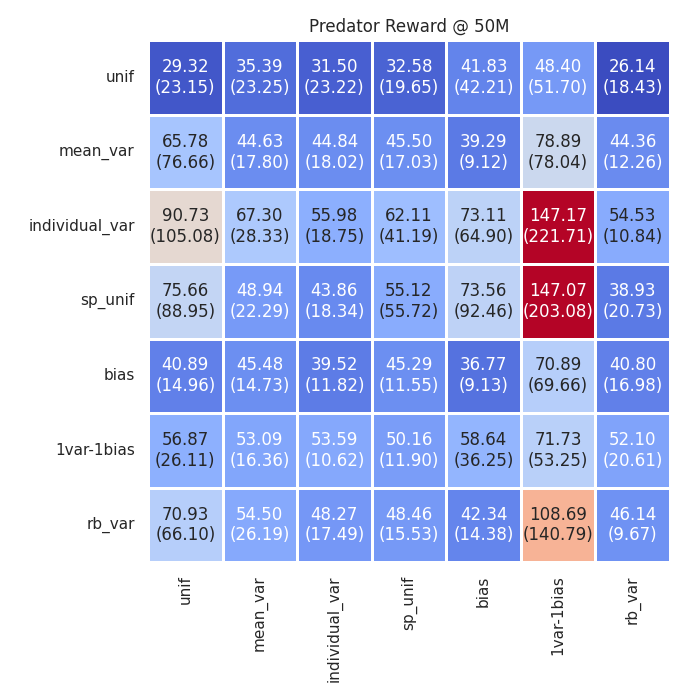 Predator Reward @ 50M
unif
29.32 35.39 31.50 32.58 41.83 48.40 26.14
(23.15) (23.25) (23.22) (19.65) (42.21) (51.70) (18.43)
mean_var
65.78 44.63 44.84 45.50 39.29 78.89 44.36
(76.66) (17.80) (18.02) (17.03) (9.12) (78.04) (12.26)
individual_var
90.73 67.30 55.98 62.11 73.11 147.17 54.53
(105.08) (28.33) (18.75) (41.19) (64.90) (221.71) (10.84)
sp_unif
75.66 48.94 43.86 55.12 73.56 147.07 38.93
(88.95) (22.29) (18.34) (55.72) (92.46) (203.08) (20.73)
bias
40.89 45.48 39.52 45.29 36.77 70.89 40.80
(14.96) (14.73) (11.82) (11.55) (9.13) (69.66) (16.98)
1var-1bias
56.87 53.09 53.59 50.16 58.64 71.73 52.10
(26.11) (16.36) (10.62) (11.90) (36.25) (53.25) (20.61)
rb_var
70.93 54.50 48.27 48.46 42.34 108.69 46.14
(66.10) (26.19) (17.49) (15.53) (14.38) (140.79) (9.67)
unif
mean_var
individual_var
sp_unif
bias
1var-1bias
rb_var